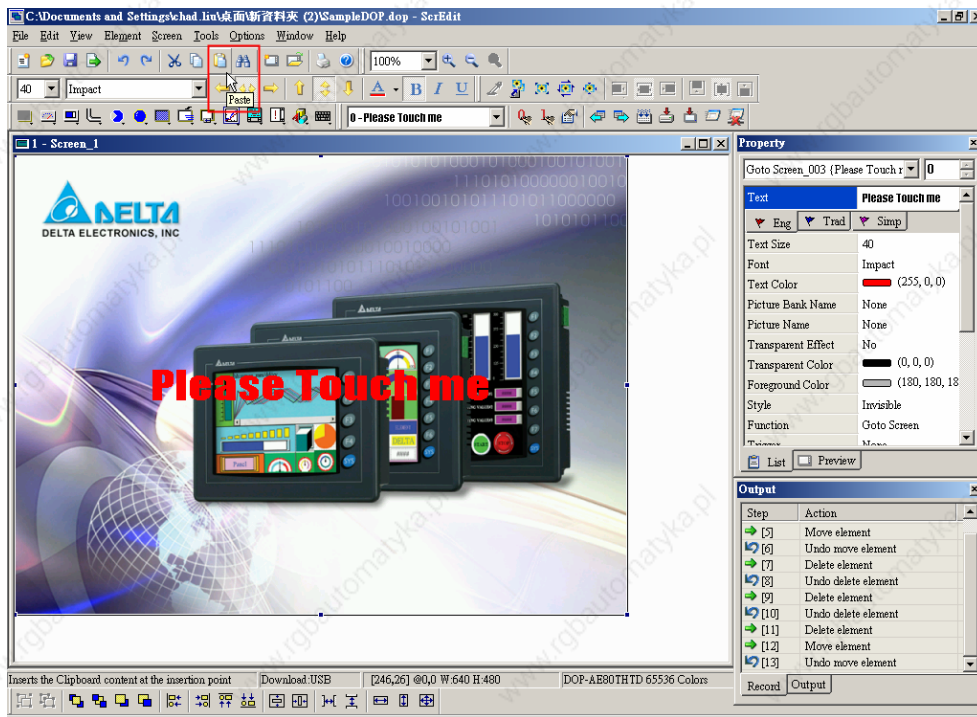 C:\Documents and Settings\chad.liu\桌面\新資料夾 (2)\SampleDOP.dop - ScrEdit
File Edit View Element Screen Tools Options Window Help
100%
40 Impact
A B I U
Paste
0 - Please Touch me
1 - Screen_1
DELTA
DELTA ELECTRONICS, INC
Please Touch me
Property
Goto Screen_003 {Please Touch r 0
Text Please Touch me
Eng Trad Simp
Text Size 40
Font Impact
Text Color (255, 0, 0)
Picture Bank Name None
Picture Name None
Transparent Effect No
Transparent Color (0, 0, 0)
Foreground Color (180, 180, 18
Style Invisible
Function Goto Screen
Trigger None
List Preview
Output
Step Action
[5] Move element
[6] Undo move element
[7] Delete element
[8] Undo delete element
[9] Delete element
[10] Undo delete element
[11] Delete element
[12] Move element
[13] Undo move element
Record Output
Inserts the Clipboard content at the insertion point Download:USB [246,26] @0,0 W:640 H:480 DOP-AE80THTD 65536 Colors
www.rgbautomatyka.pl